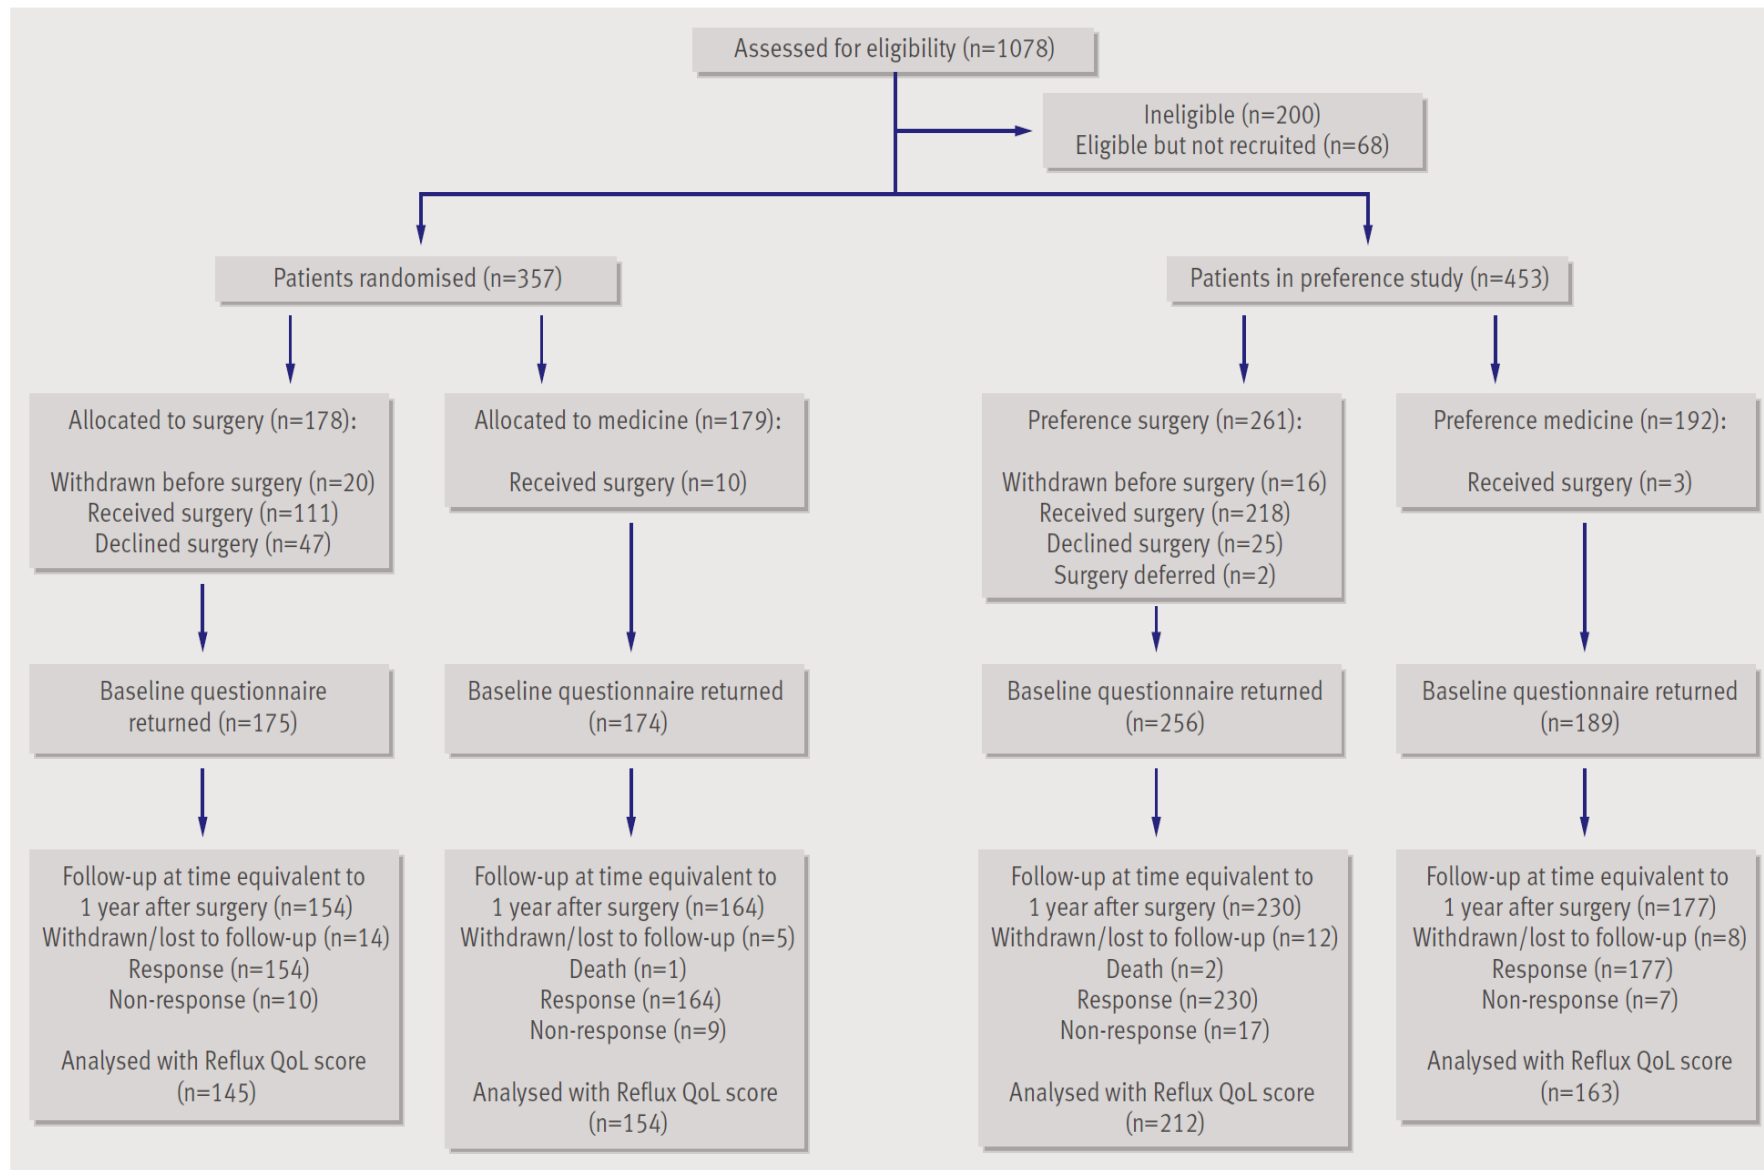 Assessed for eligibility (n=1078)
Ineligible (n=200)
Eligible but not recruited (n=68)
Patients randomised (n=357)
Patients in preference study (n=453)
Allocated to surgery (n=178):
Withdrawn before surgery (n=20)
Received surgery (n=111)
Declined surgery (n=47)
Allocated to medicine (n=179):
Received surgery (n=10)
Preference surgery (n=261):
Withdrawn before surgery (n=16)
Received surgery (n=218)
Declined surgery (n=25)
Surgery deferred (n=2)
Preference medicine (n=192):
Received surgery (n=3)
Baseline questionnaire
returned (n=175)
Baseline questionnaire returned
(n=174)
Baseline questionnaire returned
(n=256)
Baseline questionnaire returned
(n=189)
Follow-up at time equivalent to
1 year after surgery (n=154)
Withdrawn/lost to follow-up (n=14)
Response (n=154)
Non-response (n=10)
Analysed with Reflux QoL score
(n=145)
Follow-up at time equivalent to
1 year after surgery (n=164)
Withdrawn/lost to follow-up (n=5)
Death (n=1)
Response (n=164)
Non-response (n=9)
Analysed with Reflux QoL score
(n=154)
Follow-up at time equivalent to
1 year after surgery (n=230)
Withdrawn/lost to follow-up (n=12)
Death (n=2)
Response (n=230)
Non-response (n=17)
Analysed with Reflux QoL score
(n=212)
Follow-up at time equivalent to
1 year after surgery (n=177)
Withdrawn/lost to follow-up (n=8)
Response (n=177)
Non-response (n=7)
Analysed with Reflux QoL score
(n=163)